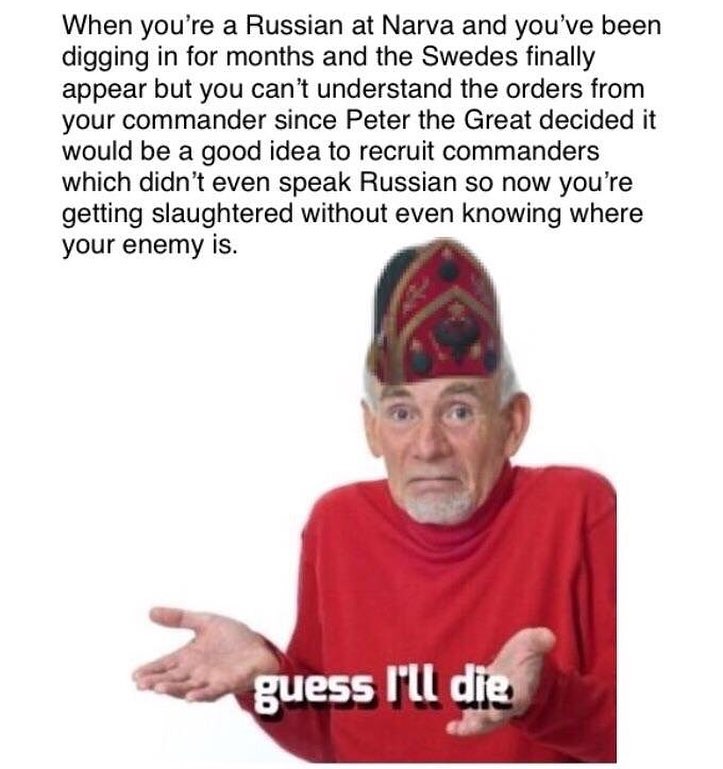 When you’re a Russian at Narva and you’ve been
digging in for months and the Swedes finally
appear but you can’t understand the orders from
your commander since Peter the Great decided it
would be a good idea to recruit commanders
which didn’t even speak Russian so now you’re
getting slaughtered without even knowing where
your enemy is.
guess I'll die